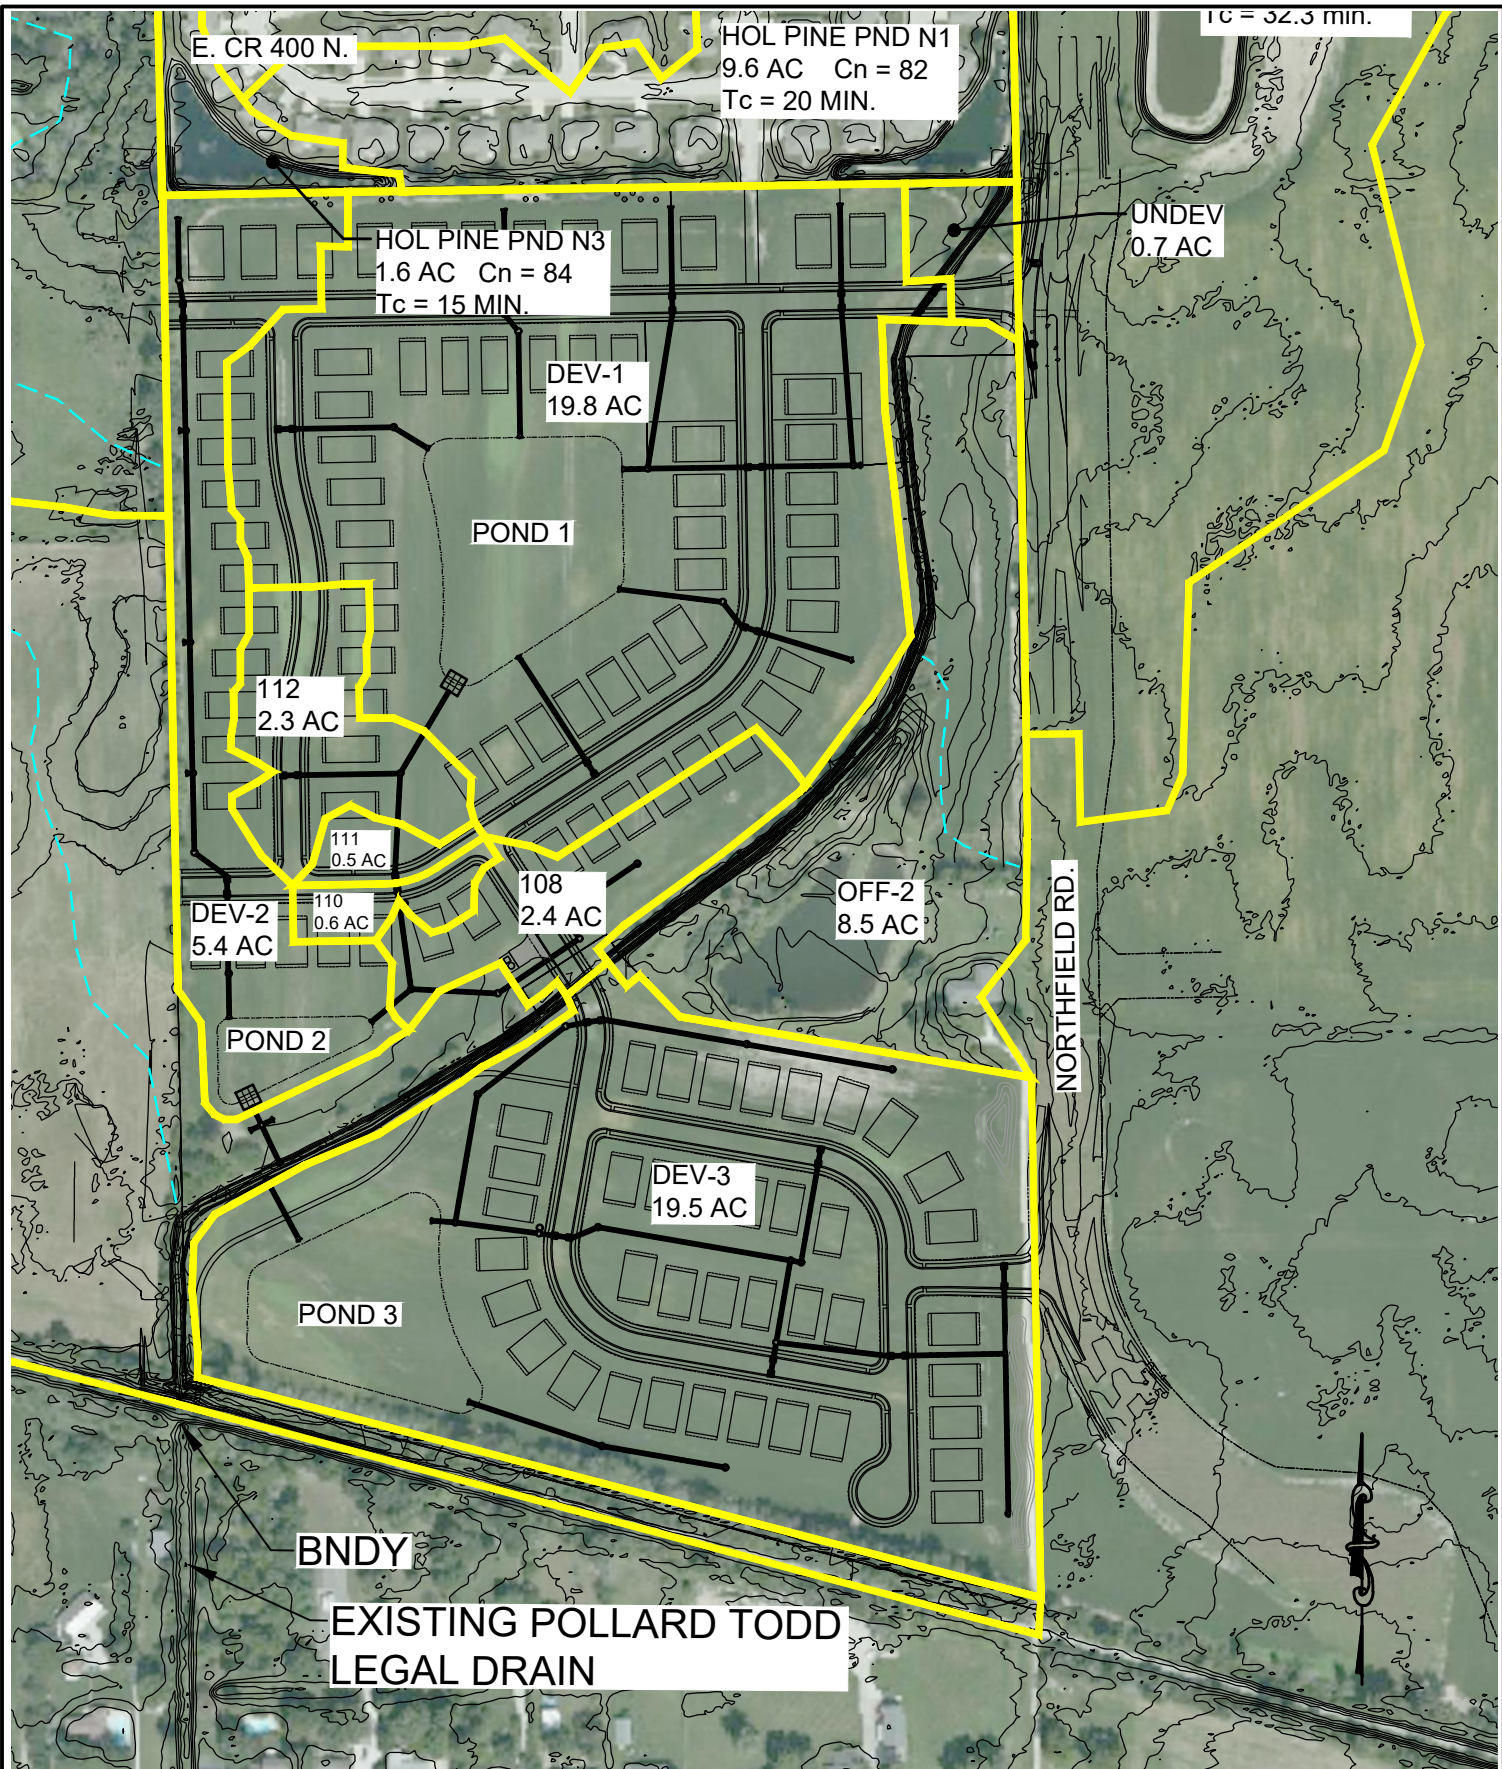 Tc = 32.3 min.
E. CR 400 N.
HOL PINE PND N1
9.6 AC Cn = 82
Tc = 20 MIN.
HOL PINE PND N3
1.6 AC Cn = 84
Tc = 15 MIN.
UNDEV
0.7 AC
DEV-1
19.8 AC
POND 1
112
2.3 AC
111
0.5 AC
110
0.6 AC
108
2.4 AC
DEV-2
5.4 AC
OFF-2
8.5 AC
NORTHFIELD RD.
POND 2
DEV-3
19.5 AC
POND 3
BNDY
EXISTING POLLARD TODD
LEGAL DRAIN